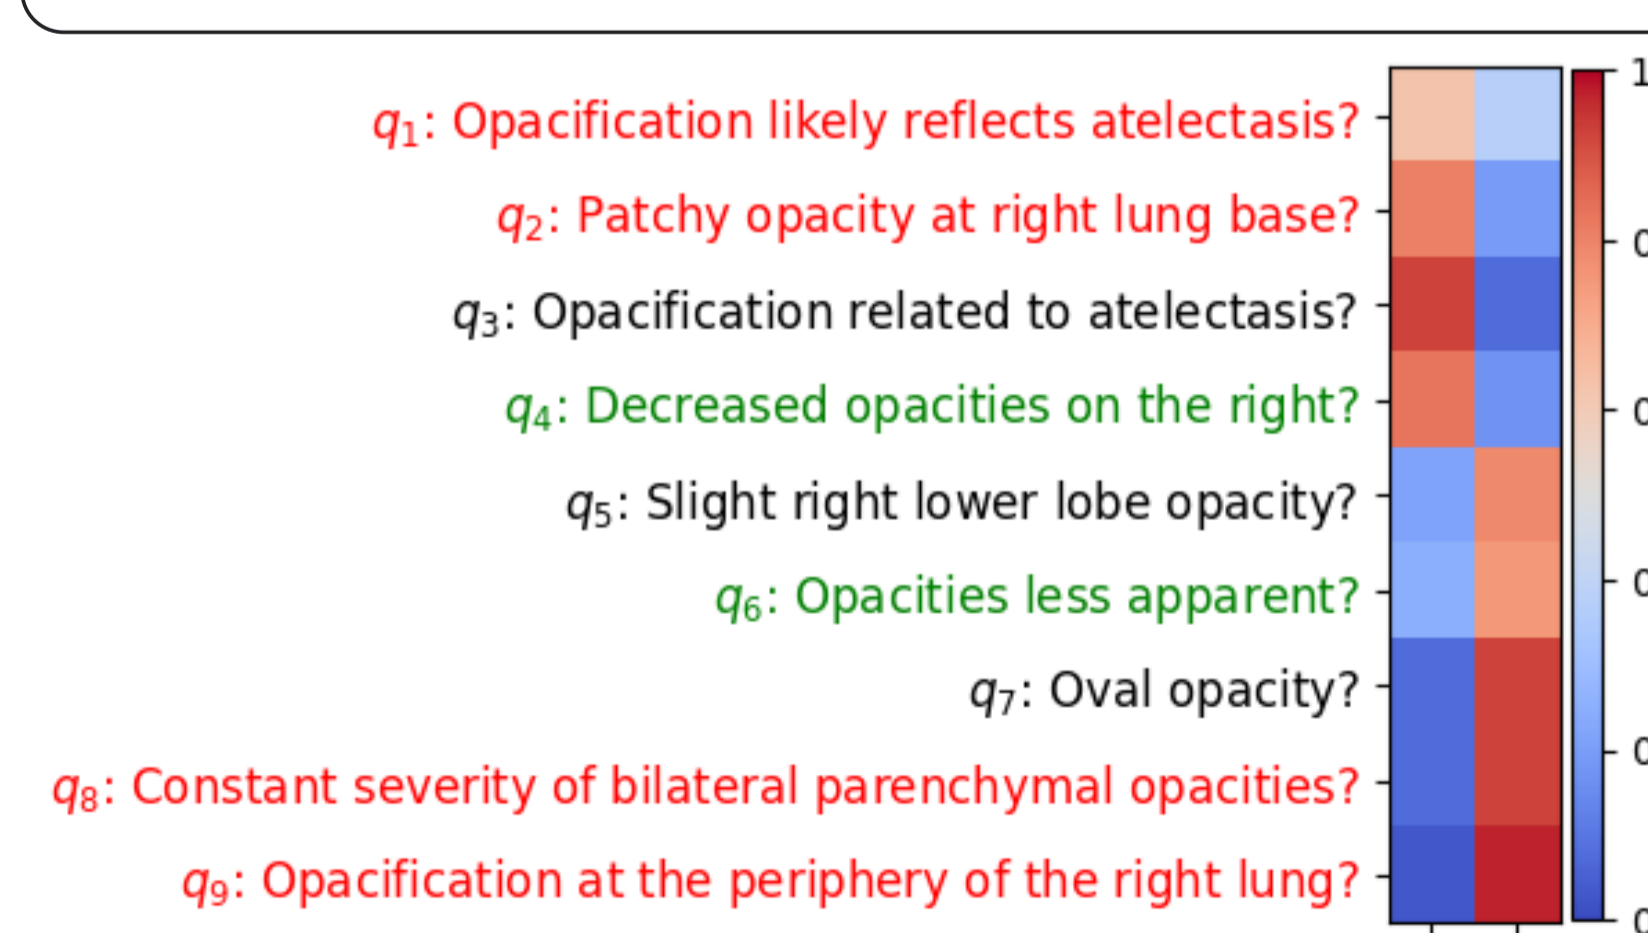 q₁: Opacification likely reflects atelectasis?
q₂: Patchy opacity at right lung base?
q₃: Opacification related to atelectasis?
q₄: Decreased opacities on the right?
q₅: Slight right lower lobe opacity?
q₆: Opacities less apparent?
q₇: Oval opacity?
q₈: Constant severity of bilateral parenchymal opacities?
q₉: Opacification at the periphery of the right lung?